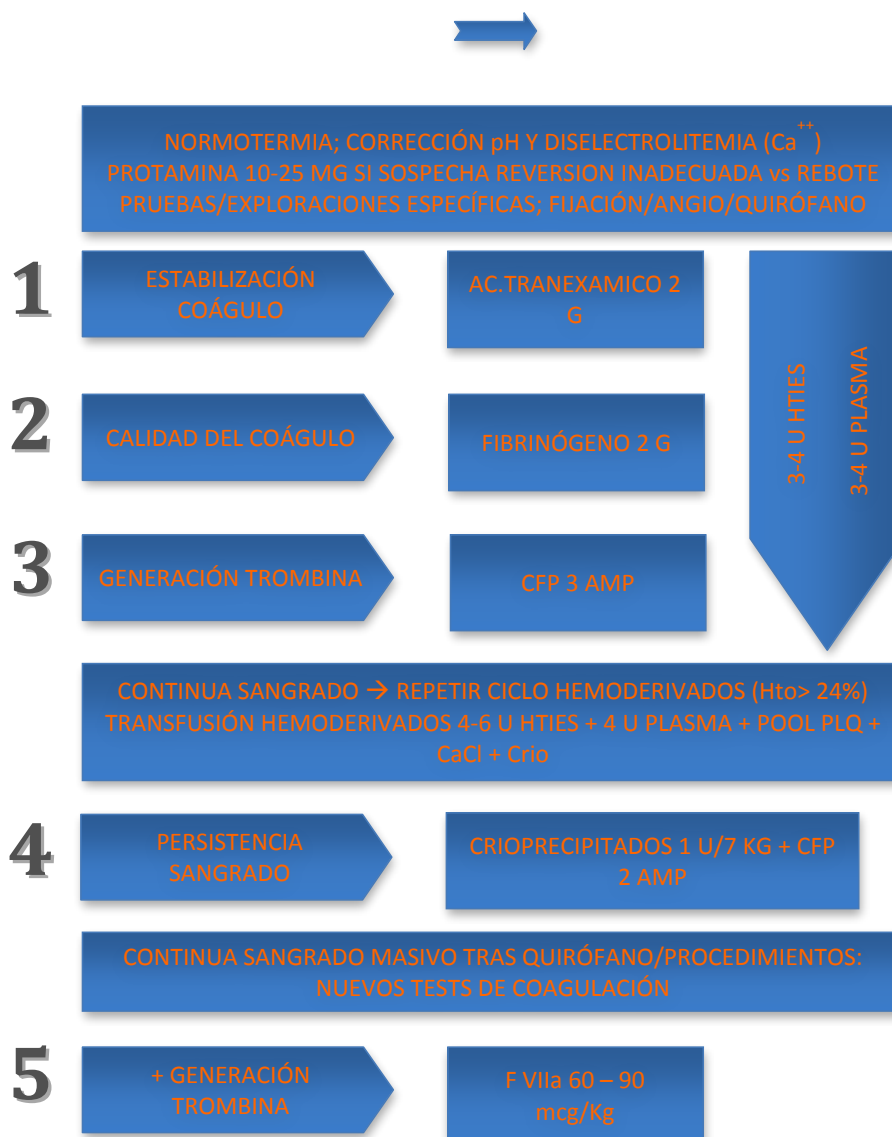 NORMOTERMIA; CORRECCIÓN pH Y DISELECTROLITEMIA (Ca++)
PROTAMINA 10-25 MG SI SOSPECHA REVERSION INADECUADA vs REBOTE
PRUEBAS/EXPLORACIONES ESPECÍFICAS; FIJACIÓN/ANGIO/QUIRÓFANO
1
ESTABILIZACIÓN
COÁGULO
AC.TRANEXAMICO 2
G
3-4 U HTIES
3-4 U PLASMA
2
CALIDAD DEL COÁGULO
FIBRINÓGENO 2 G
3
GENERACIÓN TROMBINA
CFP 3 AMP
CONTINUA SANGRADO → REPETIR CICLO HEMODERIVADOS (Hto> 24%)
TRANSFUSIÓN HEMODERIVADOS 4-6 U HTIES + 4 U PLASMA + POOL PLQ +
CaCl + Crio
4
PERSISTENCIA
SANGRADO
CRIOPRECIPITADOS 1 U/7 KG + CFP
2 AMP
CONTINUA SANGRADO MASIVO TRAS QUIRÓFANO/PROCEDIMIENTOS:
NUEVOS TESTS DE COAGULACIÓN
5
+ GENERACIÓN
TROMBINA
F VIIa 60 – 90
mcg/Kg